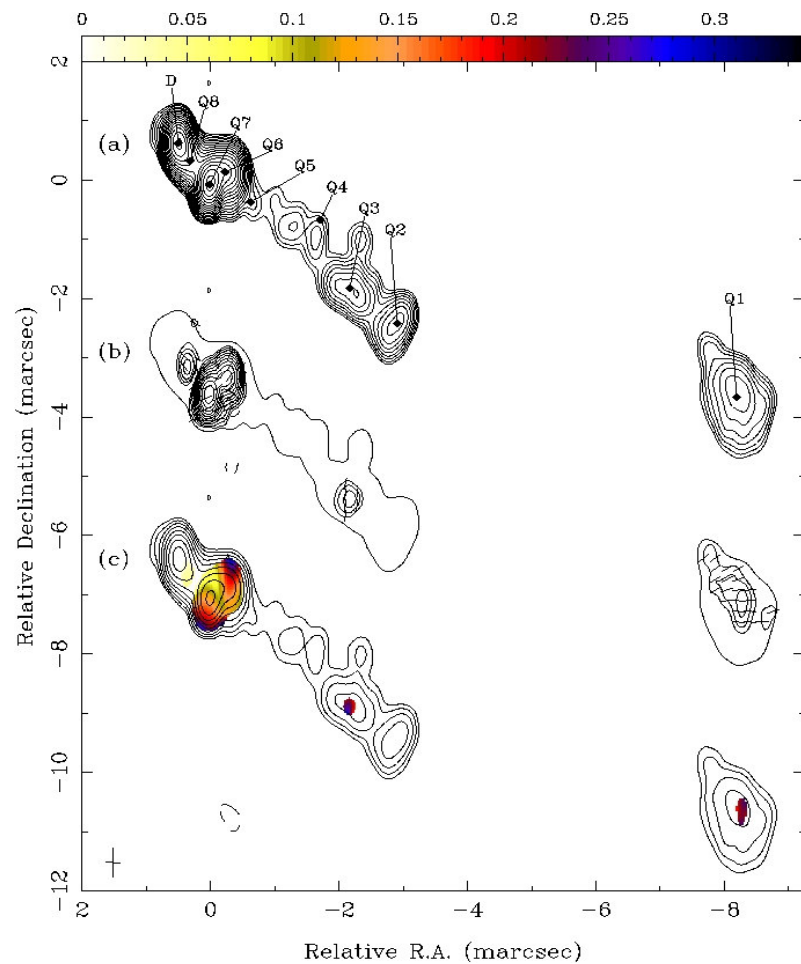 0 0.05 0.1 0.15 0.2 0.25 0.3
2
D
Q8
(a)
Q7
Q6
0
Q5
Q4
Q3
Q2
-2
Q1
(b)
-4
-6
(c)
-8
-10
-12
2 0 -2 -4 -6 -8
Relative Declination (marcsec)
Relative R.A. (marcsec)